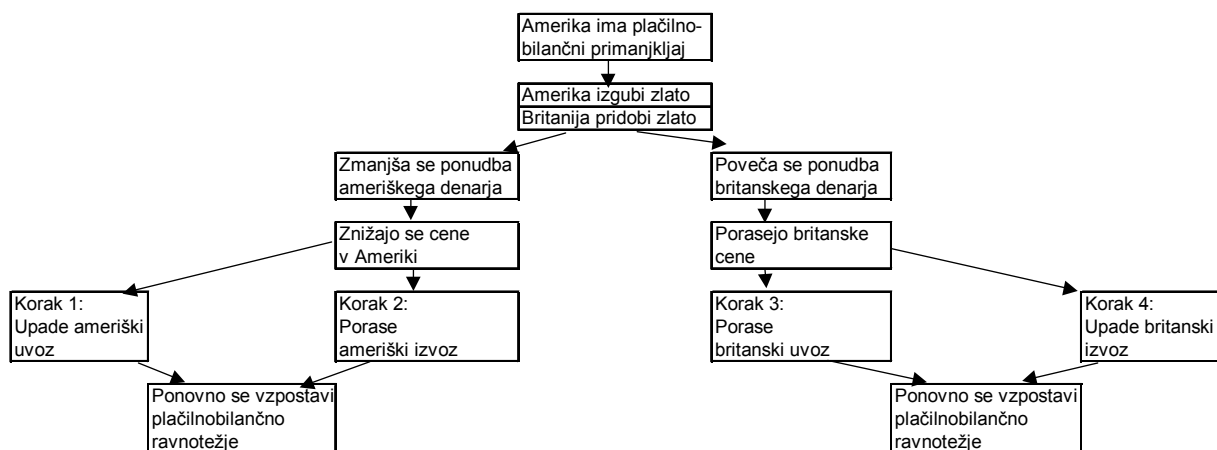 Amerika ima plačilno-
bilančni primanjkljaj
Amerika izgubi zlato
Britanija pridobi zlato
Zmanjša se ponudba
ameriškega denarja
Poveča se ponudba
britanskega denarja
Znižajo se cene
v Ameriki
Porasejo britanske
cene
Korak 1:
Upade ameriški
uvoz
Korak 2:
Porase
ameriški izvoz
Korak 3:
Porase
britanski uvoz
Korak 4:
Upade britanski
izvoz
Ponovno se vzpostavi
plačilnobilančno
ravnotežje
Ponovno se vzpostavi
plačilnobilančno
ravnotežje